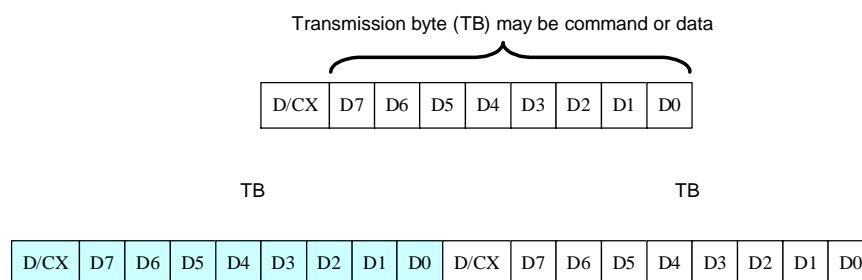 Transmission byte (TB) may be command or data
D/CX D7 D6 D5 D4 D3 D2 D1 D0
TB TB
D/CX D7 D6 D5 D4 D3 D2 D1 D0 D/CX D7 D6 D5 D4 D3 D2 D1 D0